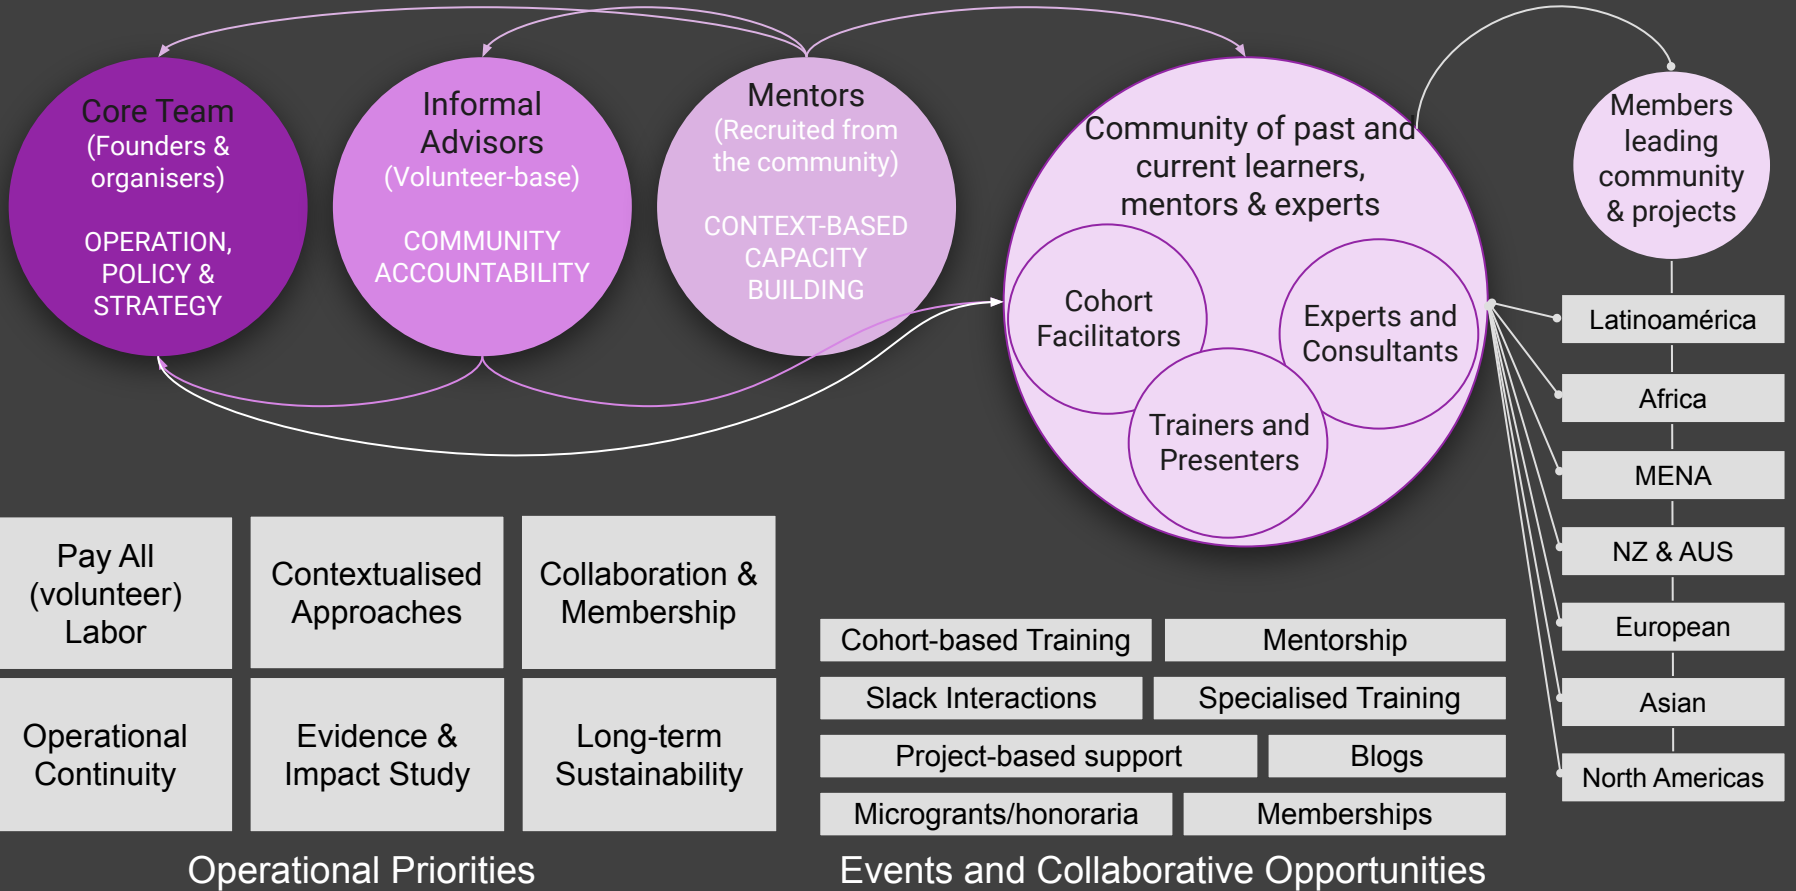 Core Team
(Founders &
organisers)
OPERATION,
POLICY &
STRATEGY
Informal
Advisors
(Volunteer-base)
COMMUNITY
ACCOUNTABILITY
Mentors
(Recruited from
the community)
CONTEXT-BASED
CAPACITY
BUILDING
Community of past and
current learners,
mentors & experts
Cohort
Facilitators
Experts and
Consultants
Trainers and
Presenters
Members
leading
community
& projects
Latinoamérica
Africa
MENA
NZ & AUS
European
Asian
North Americas
Pay All
(volunteer)
Labor
Contextualised
Approaches
Collaboration &
Membership
Operational
Continuity
Evidence &
Impact Study
Long-term
Sustainability
Operational Priorities
Cohort-based Training
Mentorship
Slack Interactions
Specialised Training
Project-based support
Blogs
Microgrants/honoraria
Memberships
Events and Collaborative Opportunities